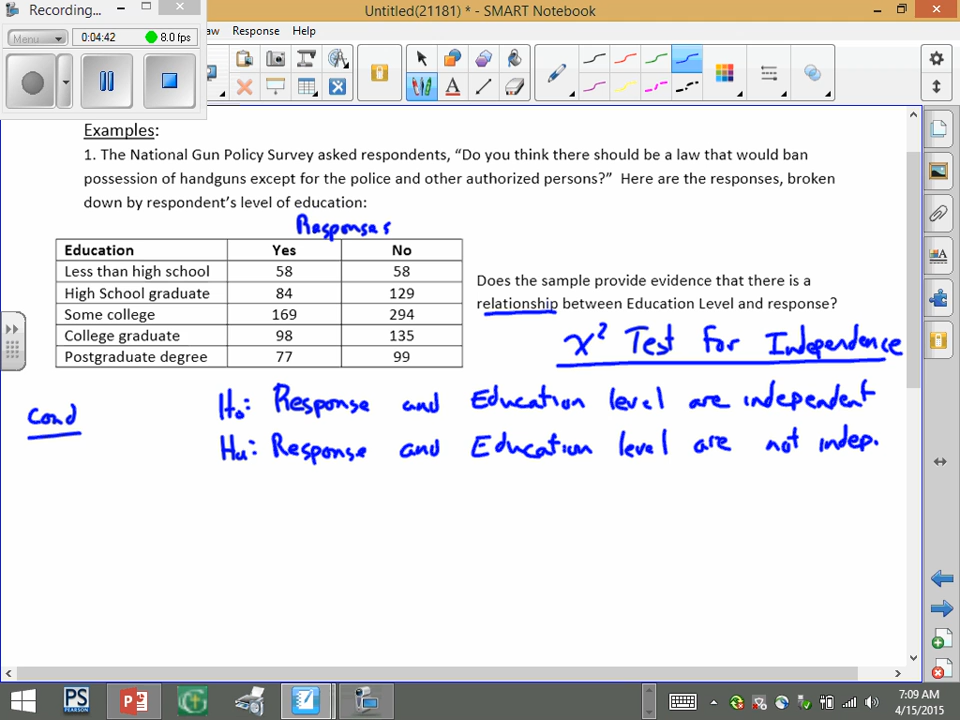 Recording...
Untitled(21181) * - SMART Notebook
Menu
0:04:42
8.0 fps
aw Response Help
Examples:
1. The National Gun Policy Survey asked respondents, “Do you think there should be a law that would ban
possession of handguns except for the police and other authorized persons?” Here are the responses, broken
down by respondent’s level of education:
Responses
Education Yes No
Less than high school 58 58
High School graduate 84 129
Some college 169 294
College graduate 98 135
Postgraduate degree 77 99
Does the sample provide evidence that there is a
relationship between Education Level and response?
χ² Test For Independence
Cond
H₀: Response and Education level are independent
Ha: Response and Education level are not indep.
PS
PEARSON
7:09 AM
4/15/2015